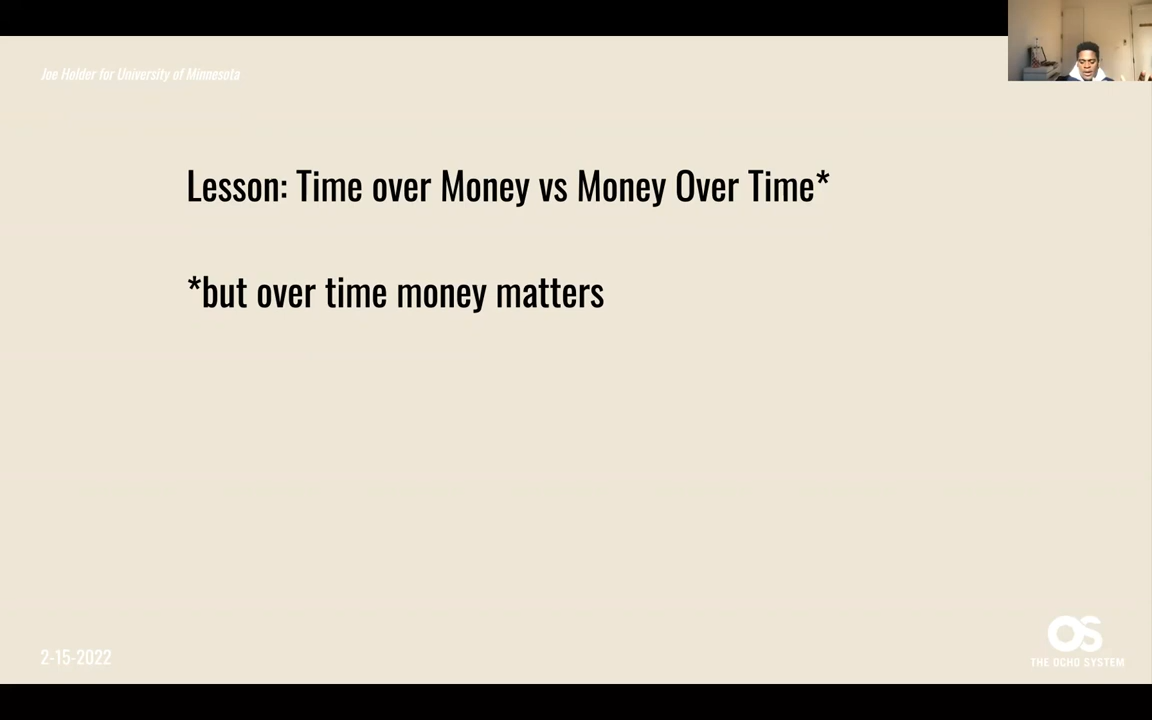 Joe Holder for University of Minnesota
Lesson: Time over Money vs Money Over Time*
*but over time money matters
2-15-2022
OS
THE OCHO SYSTEM